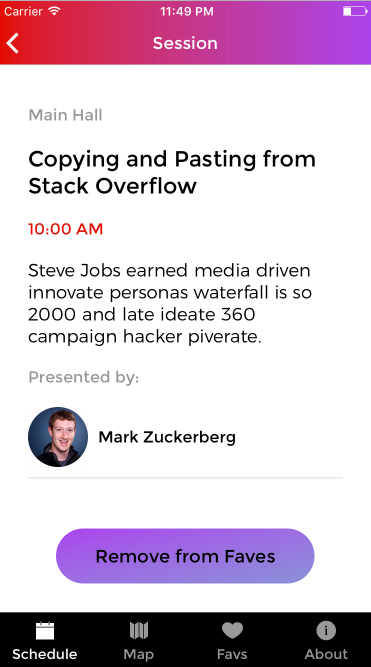 Carrier 11:49 PM
Session
Main Hall
Copying and Pasting from
Stack Overflow
10:00 AM
Steve Jobs earned media driven
innovate personas waterfall is so
2000 and late ideate 360
campaign hacker piverate.
Presented by:
Mark Zuckerberg
Remove from Faves
Schedule Map Favs About